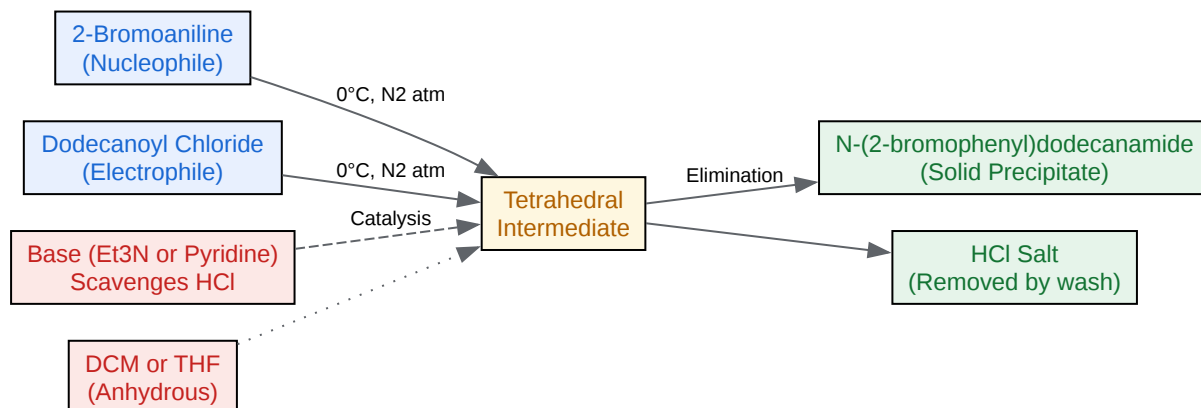 2-Bromoaniline
(Nucleophile)
0°C, N2 atm
Dodecanoyl Chloride
(Electrophile)
0°C, N2 atm
Catalysis
Base (Et3N or Pyridine)
Scavenges HCl
DCM or THF
(Anhydrous)
Tetrahedral
Intermediate
Elimination
N-(2-bromophenyl)dodecanamide
(Solid Precipitate)
HCl Salt
(Removed by wash)